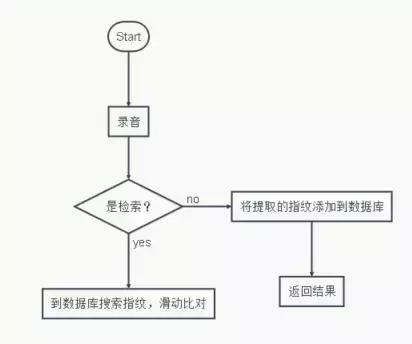 Start
录音
是检索？
no
将提取的指纹添加到数据库
yes
到数据库搜索指纹，滑动比对
返回结果